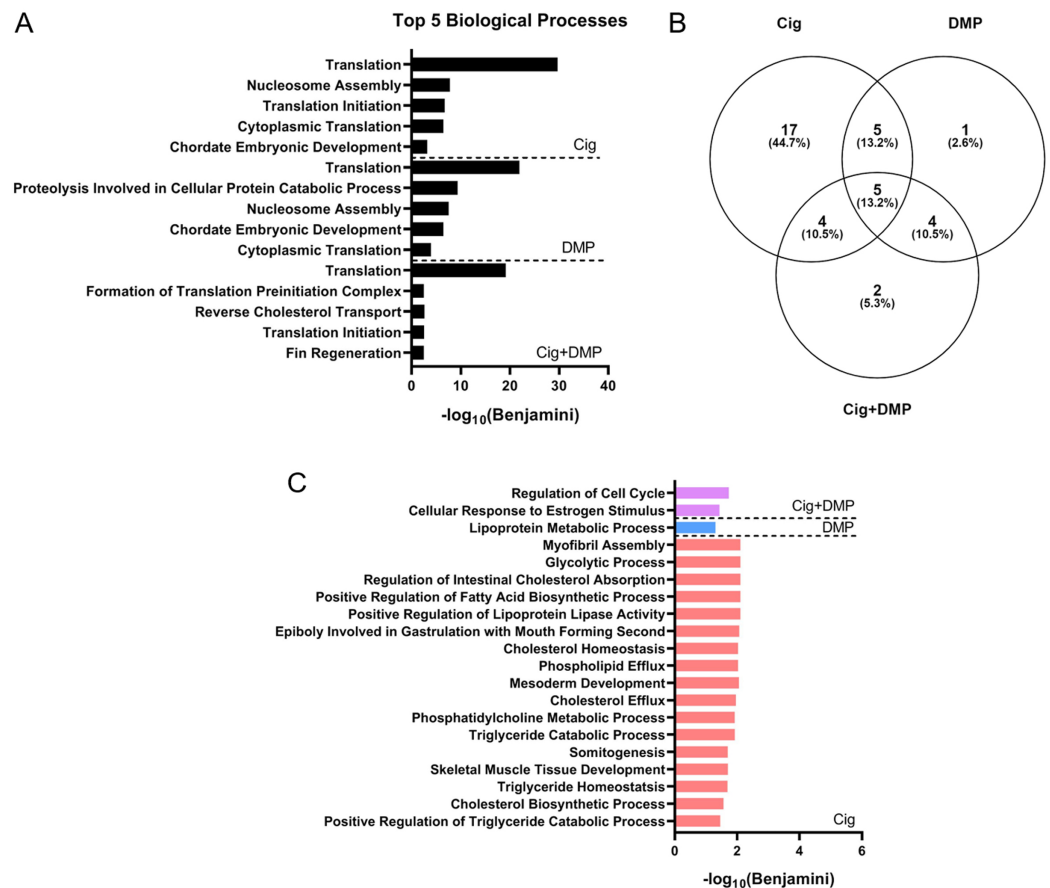 A
Top 5 Biological Processes
Translation
Nucleosome Assembly
Translation Initiation
Cytoplasmic Translation
Chordate Embryonic Development
Cig
Translation
Proteolysis Involved in Cellular Protein Catabolic Process
Nucleosome Assembly
Chordate Embryonic Development
Cytoplasmic Translation
DMP
Translation
Formation of Translation Preinitiation Complex
Reverse Cholesterol Transport
Translation Initiation
Fin Regeneration
Cig+DMP
0 10 20 30 40
-log10(Benjamini)
B
Cig DMP
17
(44.7%)
5
(13.2%)
1
(2.6%)
5
(13.2%)
4
(10.5%)
4
(10.5%)
2
(5.3%)
Cig+DMP
C
Regulation of Cell Cycle
Cellular Response to Estrogen Stimulus
Cig+DMP
Lipoprotein Metabolic Process
DMP
Myofibril Assembly
Glycolytic Process
Regulation of Intestinal Cholesterol Absorption
Positive Regulation of Fatty Acid Biosynthetic Process
Positive Regulation of Lipoprotein Lipase Activity
Epiboly Involved in Gastrulation with Mouth Forming Second
Cholesterol Homeostasis
Phospholipid Efflux
Mesoderm Development
Cholesterol Efflux
Phosphatidylcholine Metabolic Process
Triglyceride Catabolic Process
Somitogenesis
Skeletal Muscle Tissue Development
Triglyceride Homeostatsis
Cholesterol Biosynthetic Process
Positive Regulation of Triglyceride Catabolic Process
Cig
0 2 4 6
-log10(Benjamini)